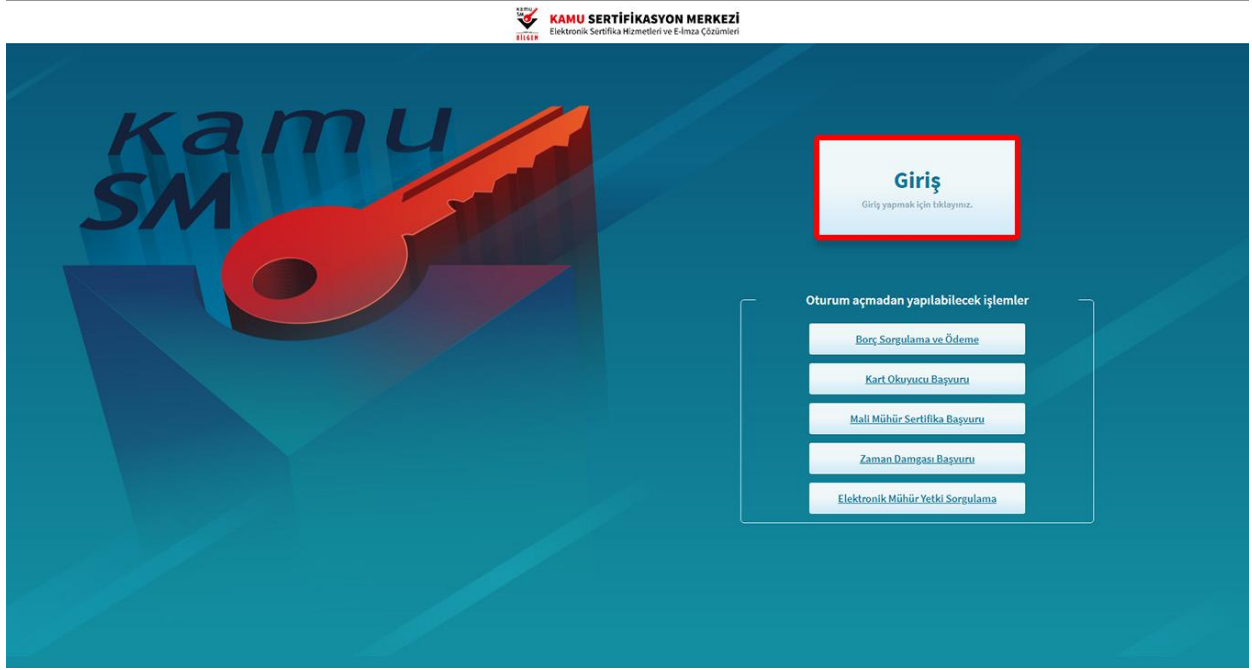 KAMU SERTİFİKASYON MERKEZİ
Elektronik Sertifika Hizmetleri ve E-İmza Çözümleri
BİLGEM
kamu
SM
Giriş
Giriş yapmak için tıklayınız.
Oturum açmadan yapılabilecek işlemler
Borç Sorgulama ve Ödeme
Kart Okuyucu Başvuru
Mali Mühür Sertifika Başvuru
Zaman Damgası Başvuru
Elektronik Mühür Yetki Sorgulama